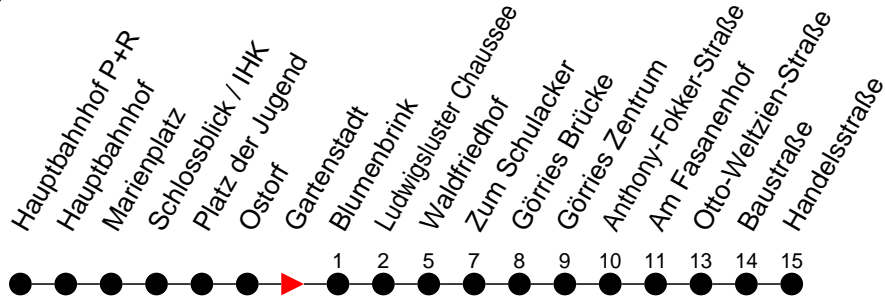 Hauptbahnhof P+R
Hauptbahnhof
Marienplatz
Schlossblick / IHK
Platz der Jugend
Ostorf
Gartenstadt
Blumenbrink
Ludwigsluster Chaussee
Waldfriedhof
Zum Schulacker
Görries Brücke
Görries Zentrum
Anthony-Fokker-Straße
Am Fasanenhof
Otto-Weltzien-Straße
Baustraße
Handelsstraße
1 2 5 7 8 9 10 11 13 14 15